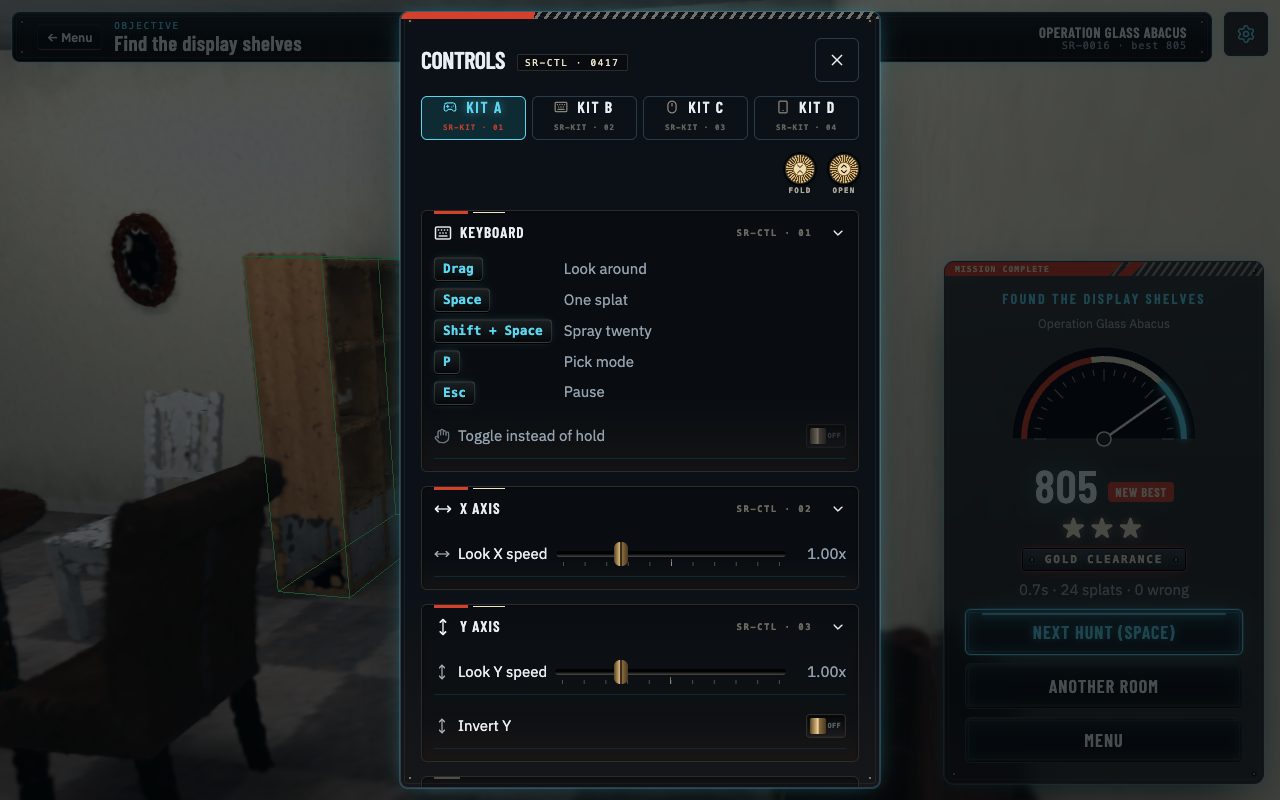 ← Menu
OBJECTIVE
Find the display shelves
OPERATION GLASS ABACUS
SR-0016 · best 805
CONTROLS
SR-CTL · 0417
KIT A
SR-KIT · 01
KIT B
SR-KIT · 02
KIT C
SR-KIT · 03
KIT D
SR-KIT · 04
FOLD
OPEN
KEYBOARD
SR-CTL · 01
Drag Look around
Space One splat
Shift + Space Spray twenty
P Pick mode
Esc Pause
Toggle instead of hold OFF
X AXIS
SR-CTL · 02
Look X speed 1.00x
Y AXIS
SR-CTL · 03
Look Y speed 1.00x
Invert Y OFF
MISSION COMPLETE
FOUND THE DISPLAY SHELVES
Operation Glass Abacus
805 NEW BEST
GOLD CLEARANCE
0.7s · 24 splats · 0 wrong
NEXT HUNT (SPACE)
ANOTHER ROOM
MENU